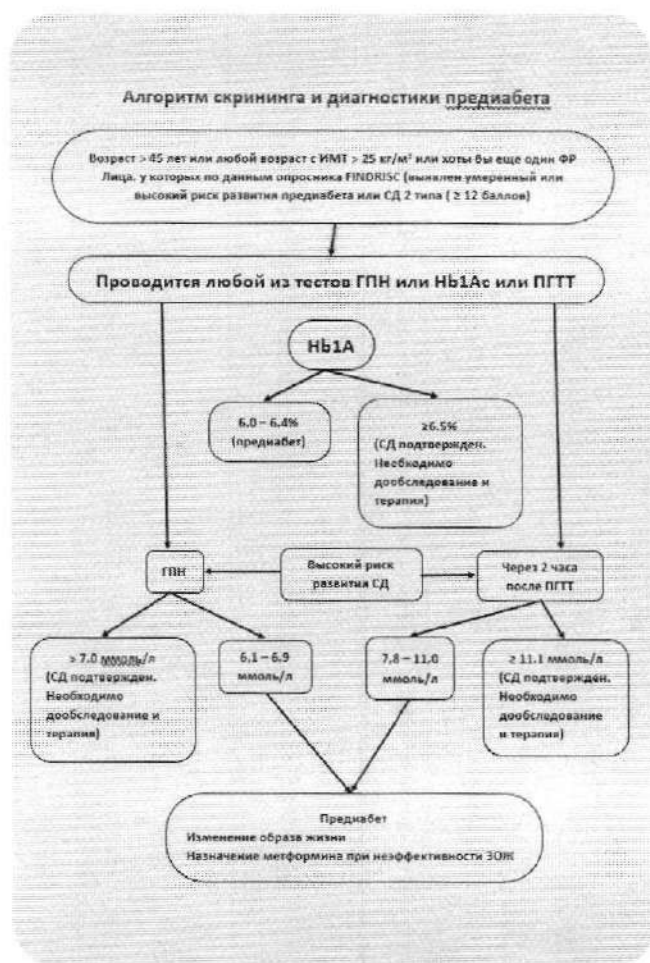 Алгоритм скрининга и диагностики предиабета
Возраст > 45 лет или любой возраст с ИМТ > 25 кг/м² или хоты бы еще один ФР
Лица, у которых по данным опросника FINDRISC (выявлен умеренный или
высокий риск развития предиабета или СД 2 типа ( ≥ 12 баллов)
Проводится любой из тестов ГПН или Hb1Ac или ПГТТ
Hb1A
6.0 – 6.4%
(предиабет)
≥6.5%
(СД подтвержден.
Необходимо
дообследование и
терапия)
ГПН
Высокий риск
развития СД
Через 2 часа
после ПГТТ
≥ 7.0 ммоль/л
(СД подтвержден.
Необходимо
дообследование и
терапия)
6,1 – 6,9
ммоль/л
7,8 – 11,0
ммоль/л
≥ 11.1 ммоль/л
(СД подтвержден.
Необходимо
дообследование
и терапия)
Предиабет
Изменение образа жизни
Назначение метформина при неэффективности ЗОЖ